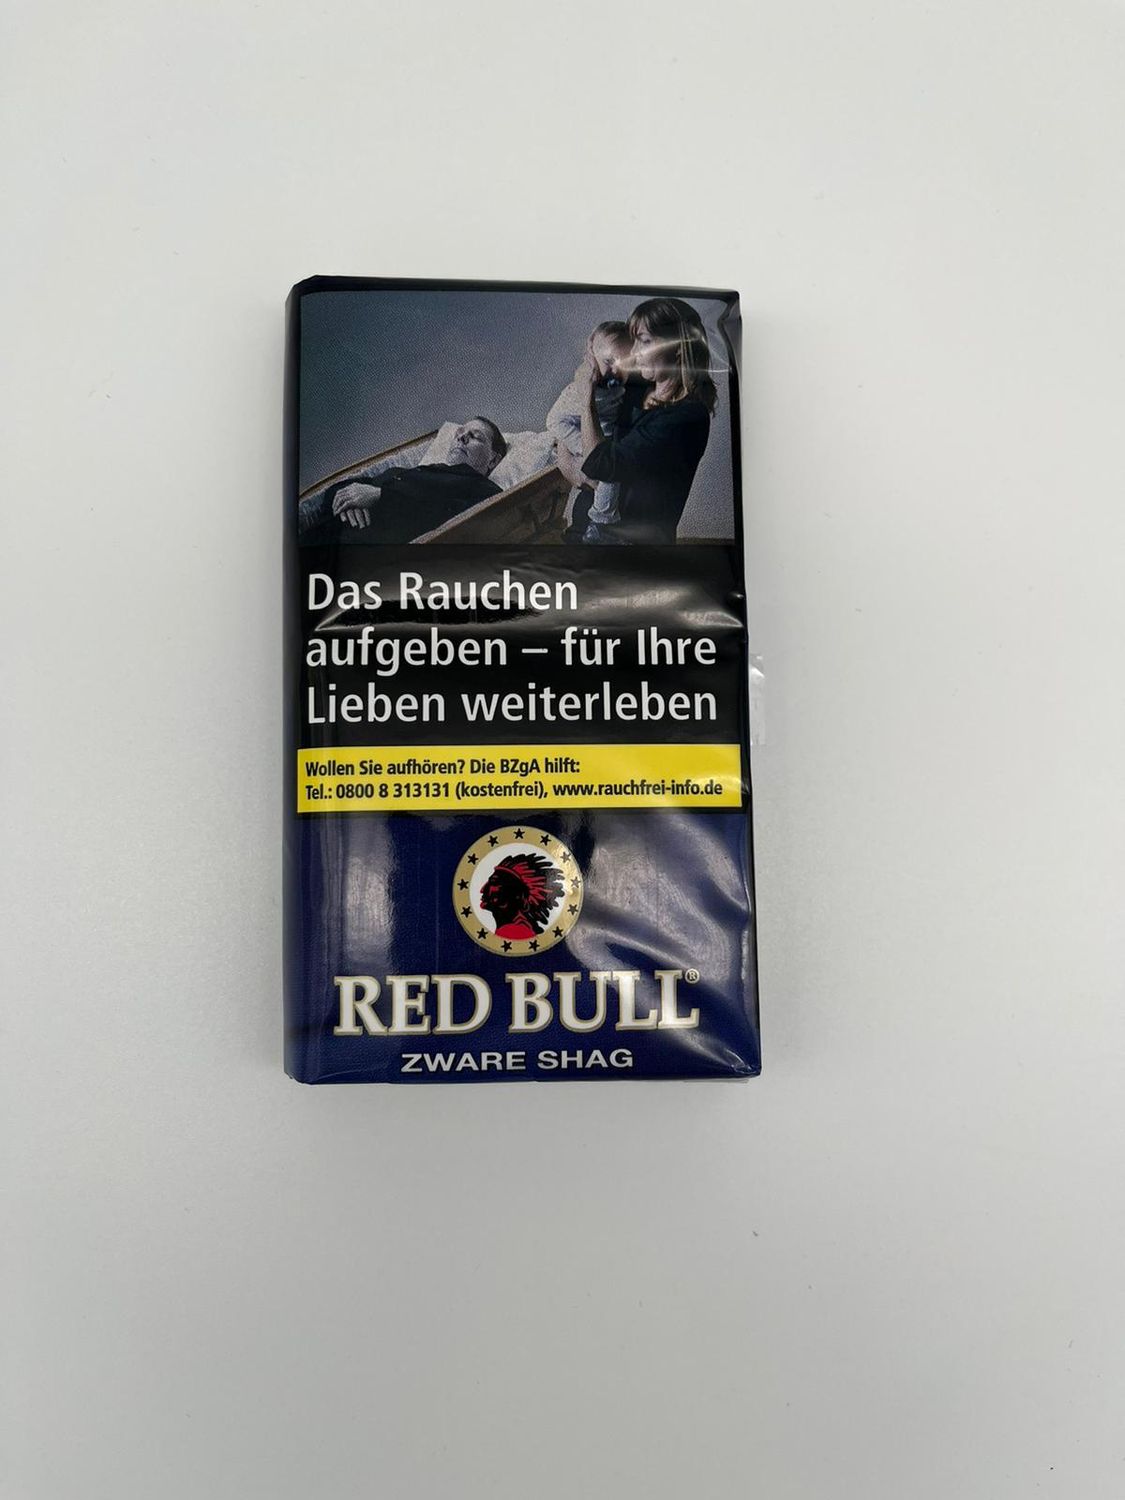 Das Rauchen
aufgeben – für Ihre
Lieben weiterleben
Wollen Sie aufhören? Die BZgA hilft:
Tel.: 0800 8 313131 (kostenfrei), www.rauchfrei-info.de
RED BULL®
ZWARE SHAG